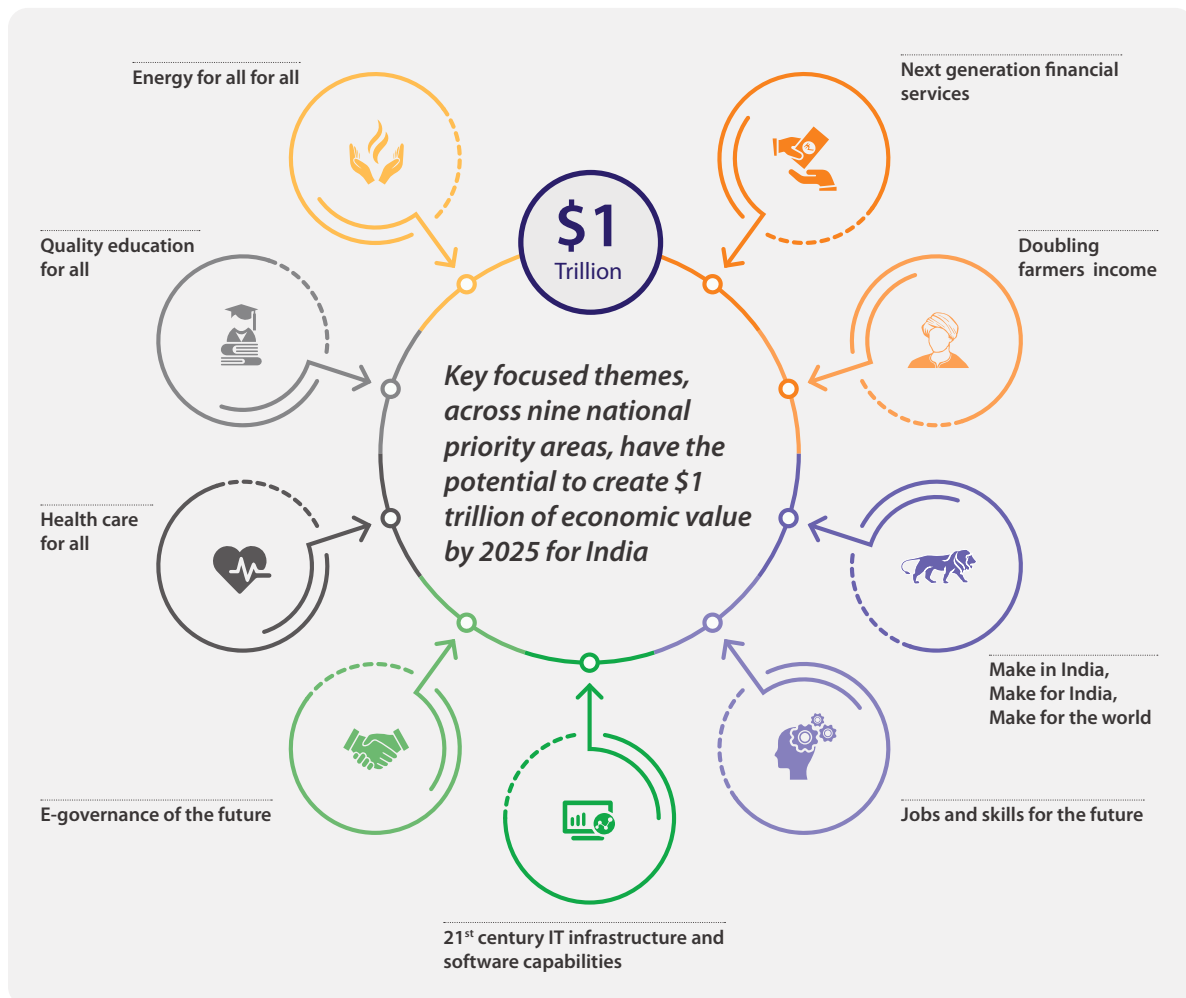 Energy for all for all
Next generation financial
services
$1
Trillion
Quality education
for all
Doubling
farmers income
Key focused themes,
across nine national
priority areas, have the
potential to create $1
trillion of economic value
by 2025 for India
Health care
for all
Make in India,
Make for India,
Make for the world
E-governance of the future
Jobs and skills for the future
21st century IT infrastructure and
software capabilities